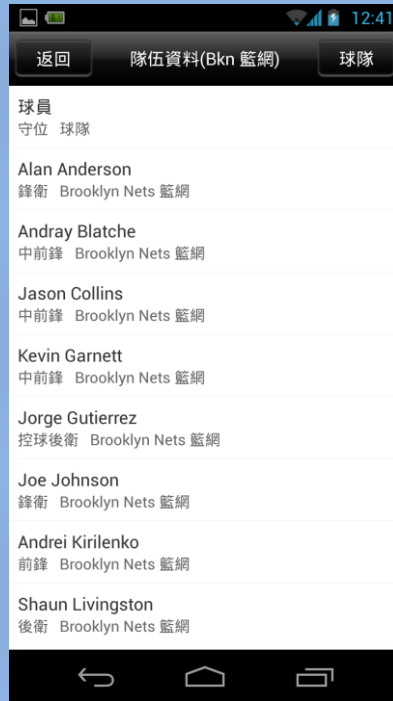 12:41
返回 隊伍資料(Bkn 籃網) 球隊
球員
守位 球隊
Alan Anderson
鋒衛 Brooklyn Nets 籃網
Andray Blatche
中前鋒 Brooklyn Nets 籃網
Jason Collins
中前鋒 Brooklyn Nets 籃網
Kevin Garnett
中前鋒 Brooklyn Nets 籃網
Jorge Gutierrez
控球後衛 Brooklyn Nets 籃網
Joe Johnson
鋒衛 Brooklyn Nets 籃網
Andrei Kirilenko
前鋒 Brooklyn Nets 籃網
Shaun Livingston
後衛 Brooklyn Nets 籃網